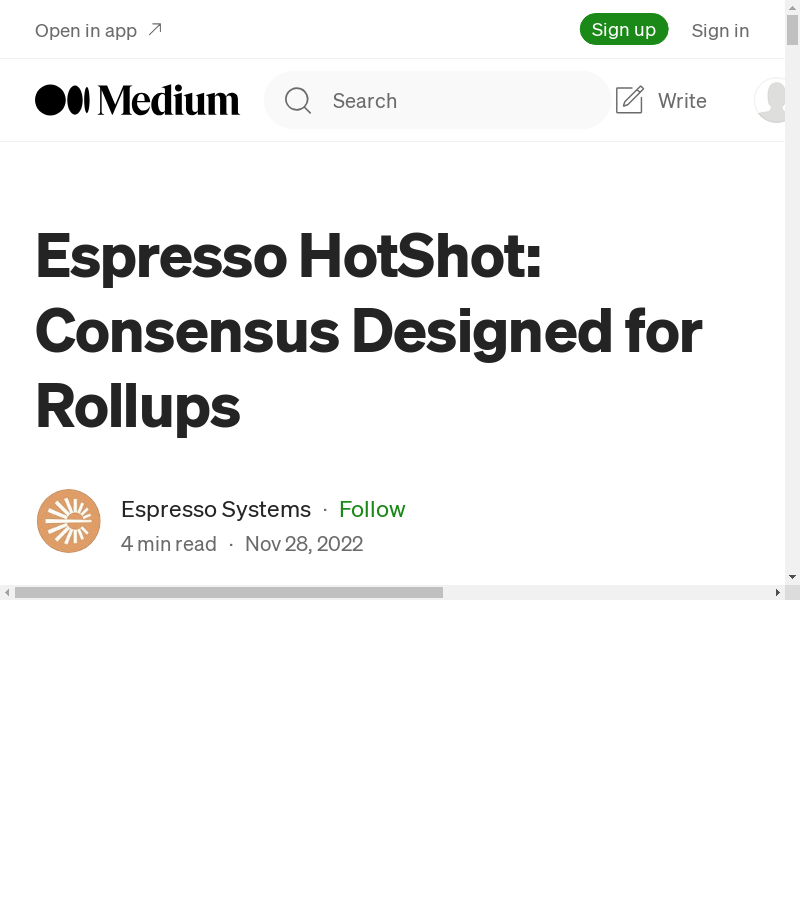 Open in app
Sign up
Sign in
Medium
Search
Write
Espresso HotShot:
Consensus Designed for
Rollups
Espresso Systems · Follow
4 min read · Nov 28, 2022